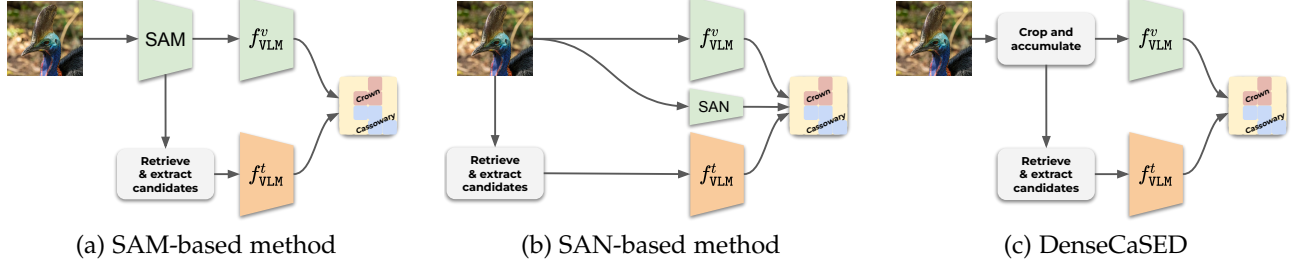 SAM
f^v_VLM
Crown
Cassowary
Retrieve
& extract
candidates
f^t_VLM
(a) SAM-based method
f^v_VLM
SAN
Crown
Cassowary
Retrieve
& extract
candidates
f^t_VLM
(b) SAN-based method
Crop and
accumulate
f^v_VLM
Crown
Cassowary
Retrieve
& extract
candidates
f^t_VLM
(c) DenseCaSED